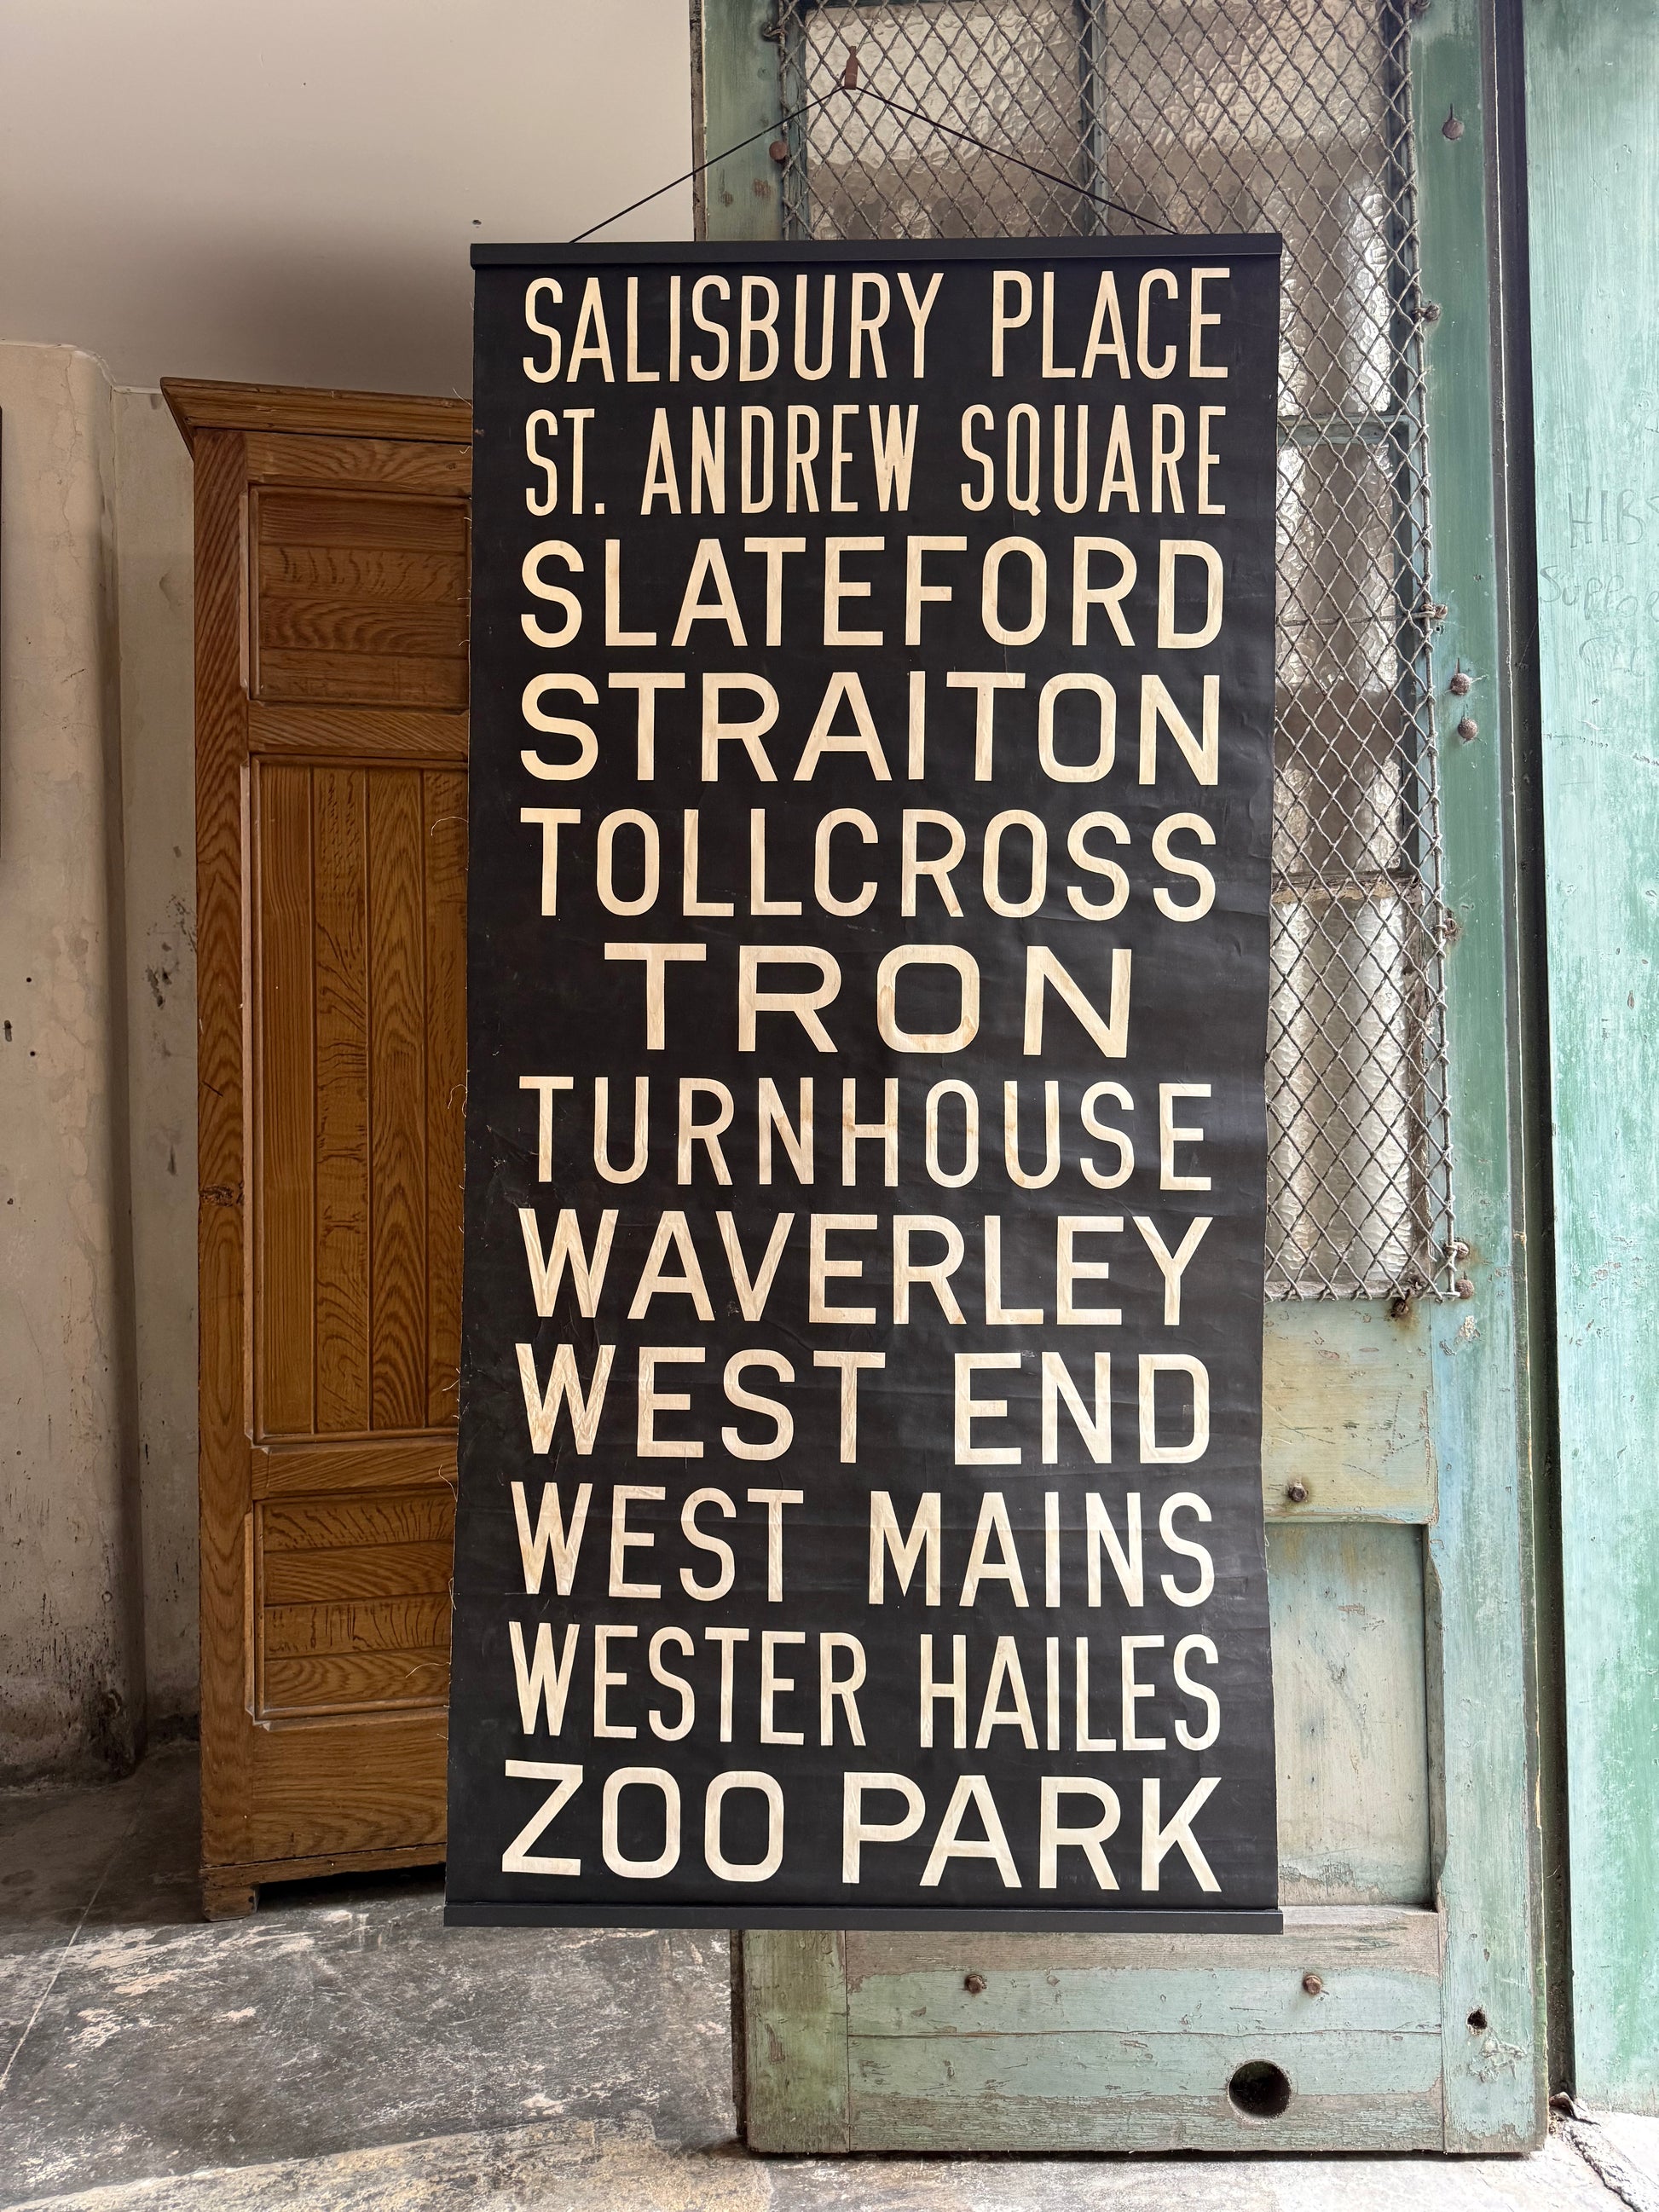 SALISBURY PLACE
ST. ANDREW SQUARE
SLATEFORD
STRAITON
TOLLCROSS
TRON
TURNHOUSE
WAVERLEY
WEST END
WEST MAINS
WESTER HAILES
ZOO PARK